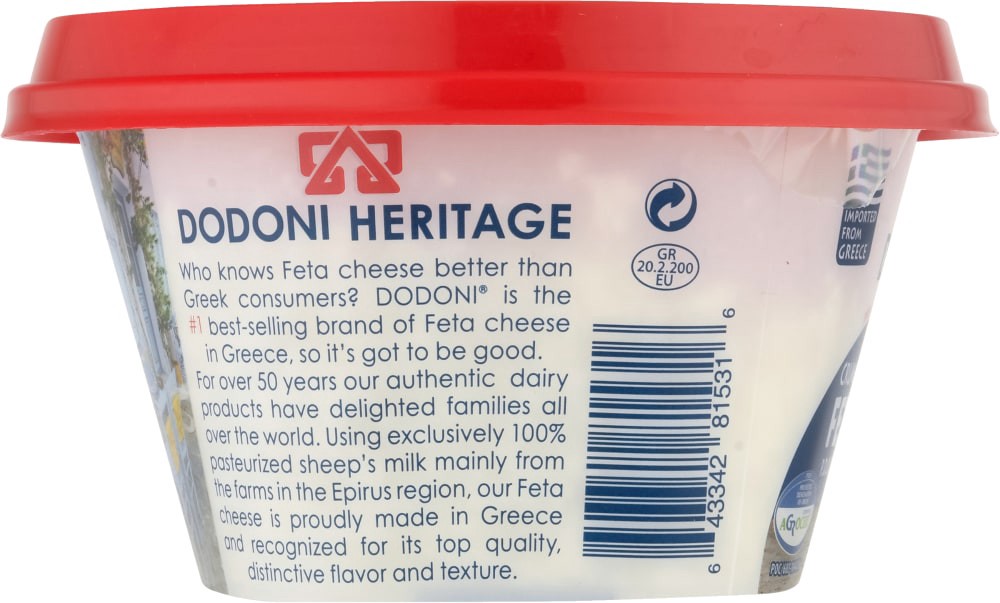 DODONI HERITAGE
Who knows Feta cheese better than
Greek consumers? DODONI® is the
#1 best-selling brand of Feta cheese
in Greece, so it's got to be good.
For over 50 years our authentic dairy
products have delighted families all
over the world. Using exclusively 100%
pasteurized sheep's milk mainly from
the farms in the Epirus region, our Feta
cheese is proudly made in Greece
and recognized for its top quality,
distinctive flavor and texture.
GR
20.2.200
EU
6 43342 81531 6
IMPORTED
FROM
GREECE